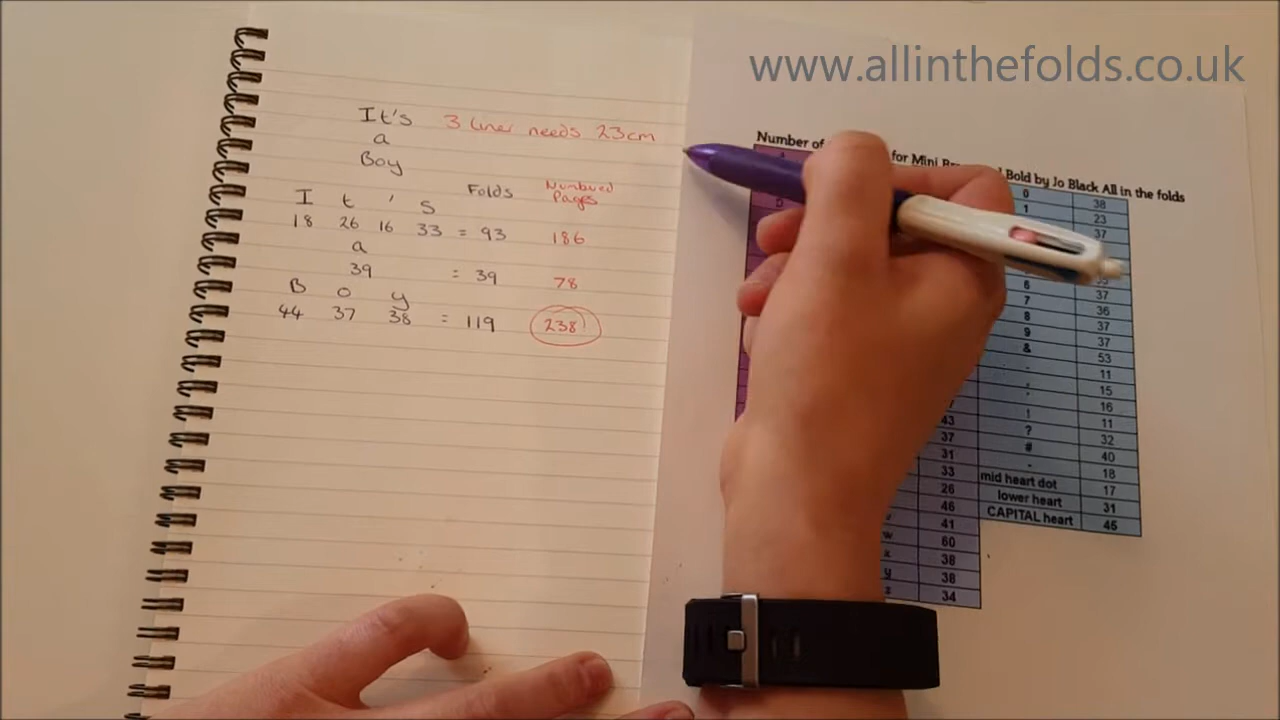 www.allinthefolds.co.uk
It's 3 liner needs 23cm
a
Boy
Folds Numbered
Pages
I t ' s
18 26 16 33 = 93 186
a
39 = 39 78
B O y
44 37 38 = 119 238
Number of for Mini Bold by Jo Black All in the folds
0 38
1 23
37
6 37
7 36
8 37
9 37
& 53
11
15
16
! 11
? 32
# 40
- 18
mid heart dot 17
lower heart 31
CAPITAL heart 45
43
37
31
33
26
46
41
w 60
x 38
y 38
z 34